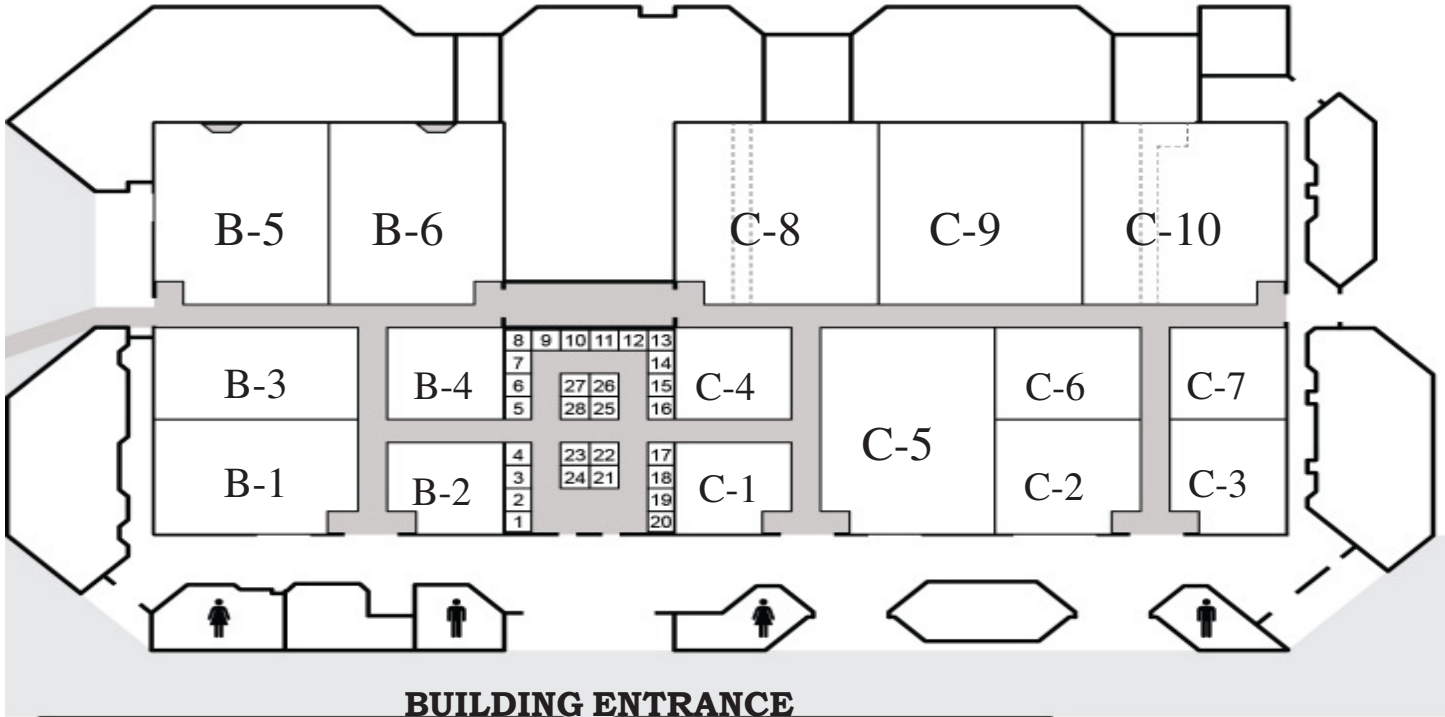 B-5 B-6 C-8 C-9 C-10
8 9 10 11 12 13
7 14
B-3 B-4 6 27 26 15 C-4 C-6 C-7
5 28 25 16
C-5
4 23 22 17
B-1 B-2 3 24 21 18 C-1 C-2 C-3
2 19
1 20
BUILDING ENTRANCE